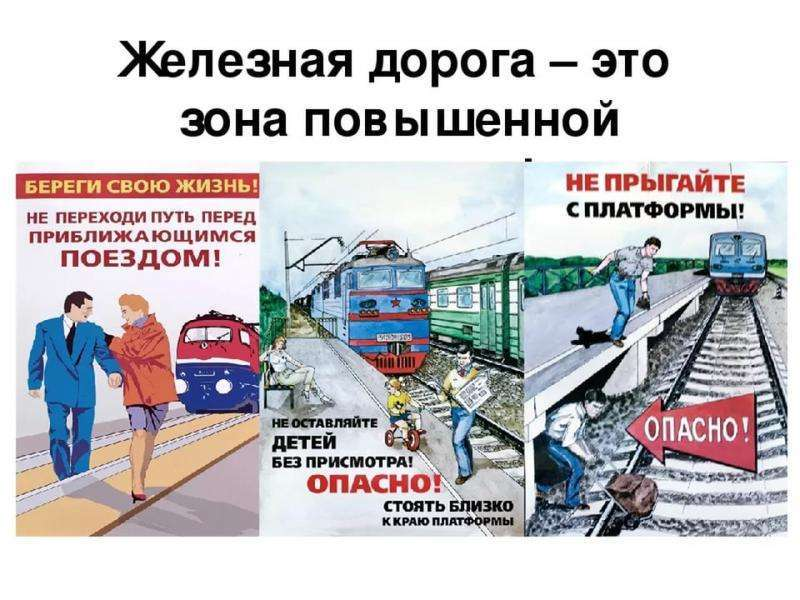 Железная дорога – это
зона повышенной
БЕРЕГИ СВОЮ ЖИЗНЬ!
НЕ ПЕРЕХОДИ ПУТЬ ПЕРЕД
ПРИБЛИЖАЮЩИМСЯ
ПОЕЗДОМ!
НЕ ОСТАВЛЯЙТЕ
ДЕТЕЙ
БЕЗ ПРИСМОТРА!
ОПАСНО!
СТОЯТЬ БЛИЗКО
К КРАЮ ПЛАТФОРМЫ
НЕ ПРЫГАЙТЕ
С ПЛАТФОРМЫ!
ОПАСНО!